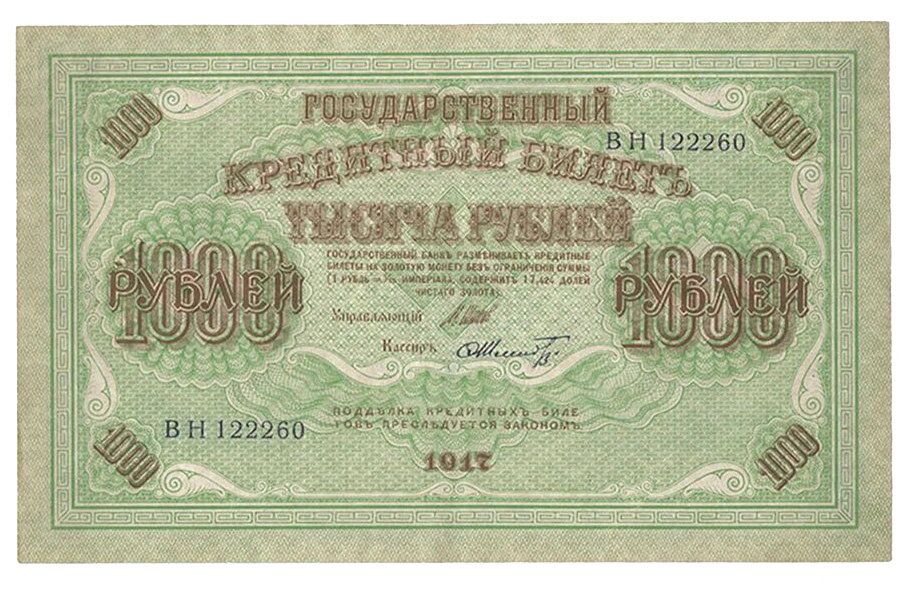 1000
ГОСУДАРСТВЕННЫЙ
1000
ВН 122260
КРЕДИТНЫЙ БИЛЕТЪ
ТЫСЯЧА РУБЛЕЙ
ГОСУДАРСТВЕННЫЙ БАНКЪ РАЗМѢНИВАЕТЪ КРЕДИТНЫЕ
БИЛЕТЫ НА ЗОЛОТУЮ МОНЕТУ БЕЗЪ ОГРАНИЧЕНІЯ СУММЫ
(1 РУБЛЬ = 1/15 ИМПЕРІАЛА, СОДЕРЖИТЪ 17,424 ДОЛЕЙ
ЧИСТАГО ЗОЛОТА).
1000
РУБЛЕЙ
1000
РУБЛЕЙ
Управляющій
Кассиръ
ПОДДѢЛКА КРЕДИТНЫХЪ БИЛЕ
ТОВЪ ПРЕСЛѢДУЕТСЯ ЗАКОНОМЪ.
ВН 122260
1000
1917
1000